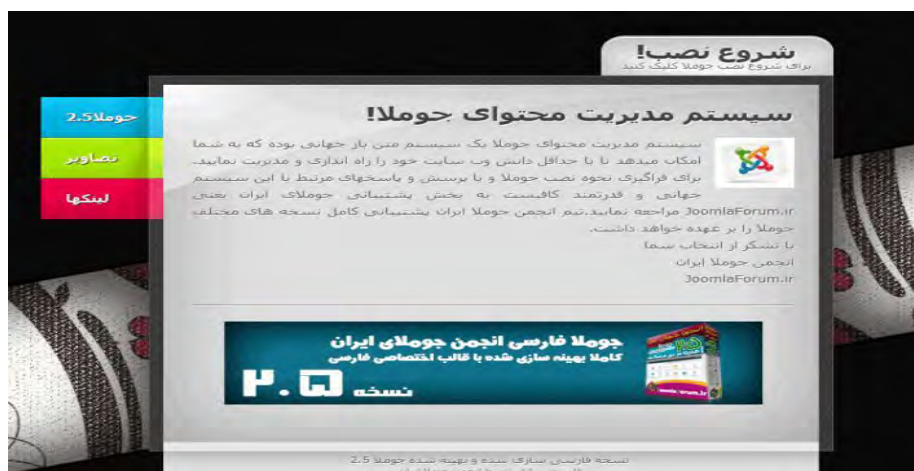 شروع نصب!
برای شروع نصب جوملا کلیک کنید
جوملا2.5
تصاویر
لینکها
سیستم مدیریت محتوای جوملا!
سیستم مدیریت محتوای جوملا یک سیستم متن باز جهانی بوده که به شما
امکان میدهد تا با حداقل دانش وب سایت خود را راه اندازی و مدیریت نمایید.
برای فراگیری نحوه نصب جوملا و یا پرسش و پاسخهای مرتبط با این سیستم
جهانی و قدرتمند کافیست به بخش پشتیبانی جوملای ایران یعنی
JoomlaForum.ir مراجعه نمایید.تیم انجمن جوملا ایران پشتیبانی کامل نسخه های مختلف
جوملا را بر عهده خواهد داشت.
با تشکر از انتخاب شما
انجمن جوملا ایران
JoomlaForum.ir
جوملا فارسی انجمن جوملای ایران
کاملا بهینه سازی شده با قالب اختصاصی فارسی
نسخه ۲.۵
نسخه فارسی سازی شده و بهینه شده جوملا 2.5